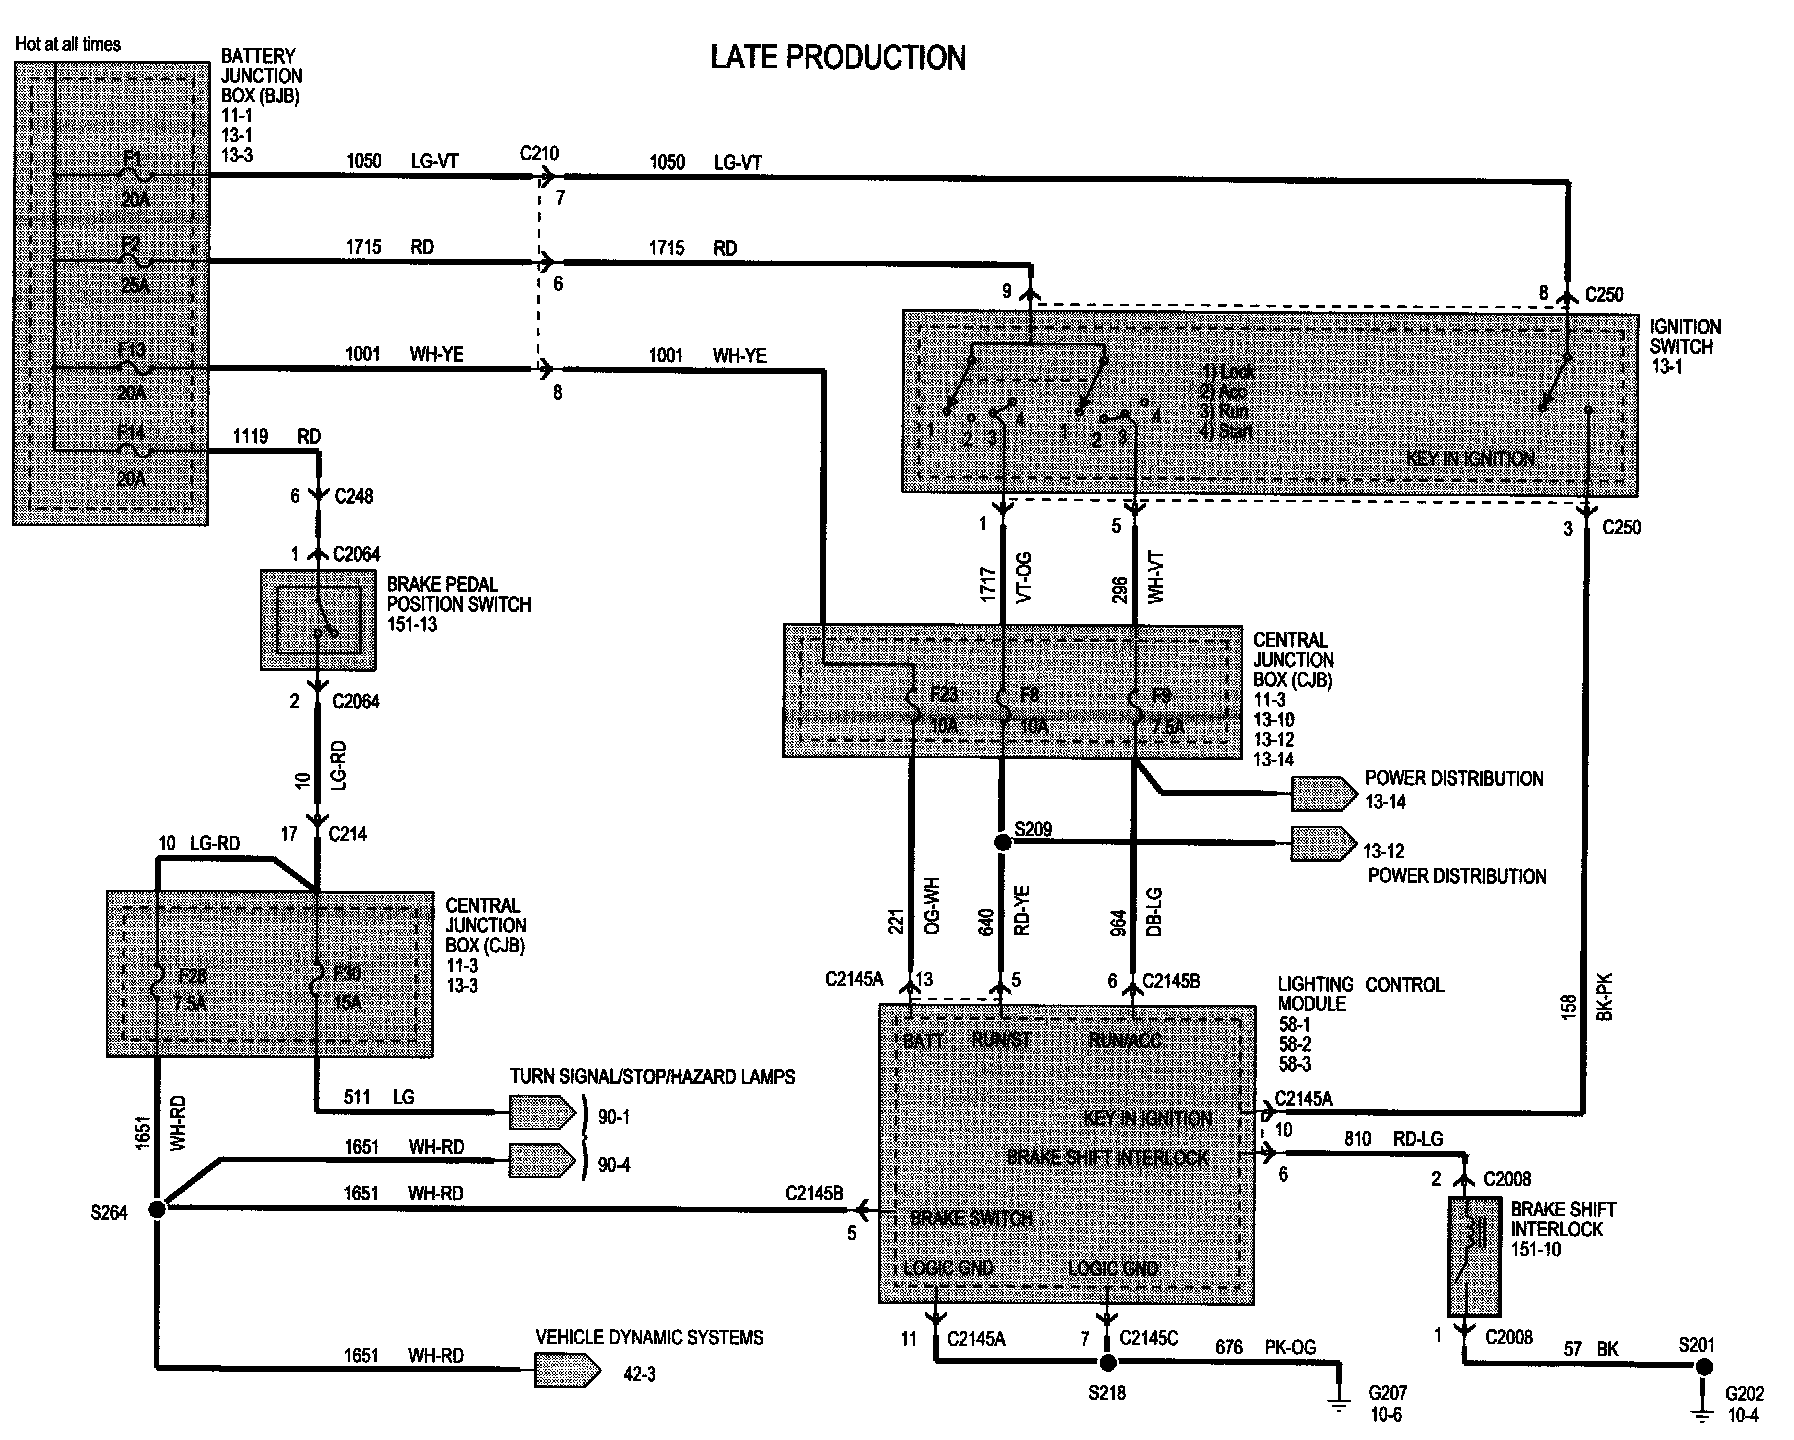 LATE PRODUCTION
Hot at all times
BATTERY
JUNCTION
BOX (BJB)
11-1
13-1
13-3
F1
20A
F2
25A
F13
20A
F14
20A
1050 LG-VT
C210
7
1050 LG-VT
1715 RD
6
1715 RD
1001 WH-YE
8
1001 WH-YE
1119 RD
6 C248
1 C2064
BRAKE PEDAL
POSITION SWITCH
151-13
2 C2064
10 LG-RD
17 C214
10 LG-RD
CENTRAL
JUNCTION
BOX (CJB)
11-3
13-3
7.5A
15A
9
8 C250
IGNITION
SWITCH
13-1
1) Lock
2) Acc
3) Run
4) Start
1 2 3 4
1 2 3 4
KEY IN IGNITION
1
5
3 C250
1717 VT-OG
296 WH-VT
CENTRAL
JUNCTION
BOX (CJB)
11-3
13-10
13-12
13-14
F23
10A
F8
10A
F9
7.5A
POWER DISTRIBUTION
13-14
S209
13-12
POWER DISTRIBUTION
221 OG-WH
640 RD-YE
964 DB-LG
158 BK-PK
C2145A 13
5
6 C2145B
LIGHTING CONTROL
MODULE
58-1
58-2
58-3
BATT
RUN/ST
RUN/ACC
KEY IN IGNITION
C2145A
10
BRAKE SHIFT INTERLOCK
6
810 RD-LG
2 C2008
BRAKE SHIFT
INTERLOCK
151-10
1 C2008
57 BK
S201
G202
10-4
TURN SIGNAL/STOP/HAZARD LAMPS
511 LG
90-1
1651 WH-RD
90-4
1651 WH-RD
1651 WH-RD
S264
C2145B
5
BRAKE SWITCH
LOGIC GND
LOGIC GND
11 C2145A
7 C2145C
S218
676 PK-OG
G207
10-6
VEHICLE DYNAMIC SYSTEMS
1651 WH-RD
42-3